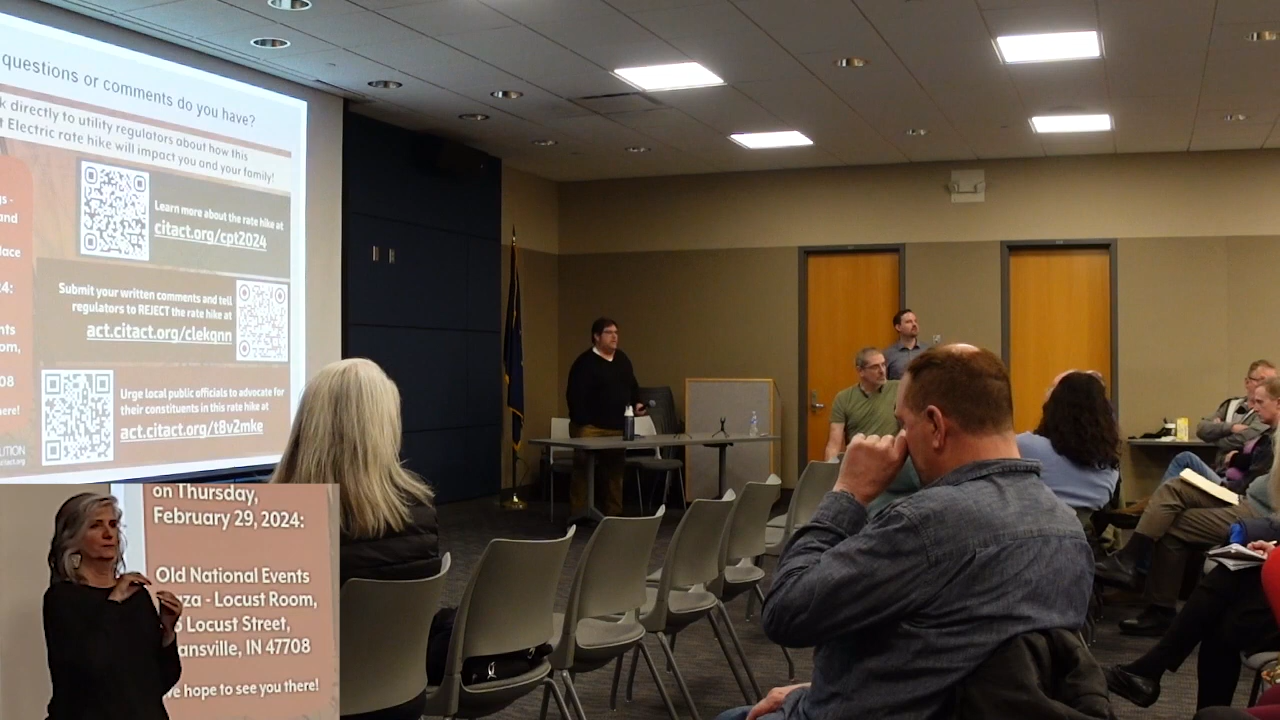 questions or comments do you have?
directly to utility regulators about how this
Electric rate hike will impact you and your family!
and
Learn more about the rate hike at
citact.org/cpt2024
Submit your written comments and tell
regulators to REJECT the rate hike at
act.citact.org/clekqnn
Urge local public officials to advocate for
their constituents in this rate hike at
act.citact.org/t8v2mke
on Thursday,
February 29, 2024:
Old National Events
- Locust Room,
Locust Street,
IN 47708
hope to see you there!